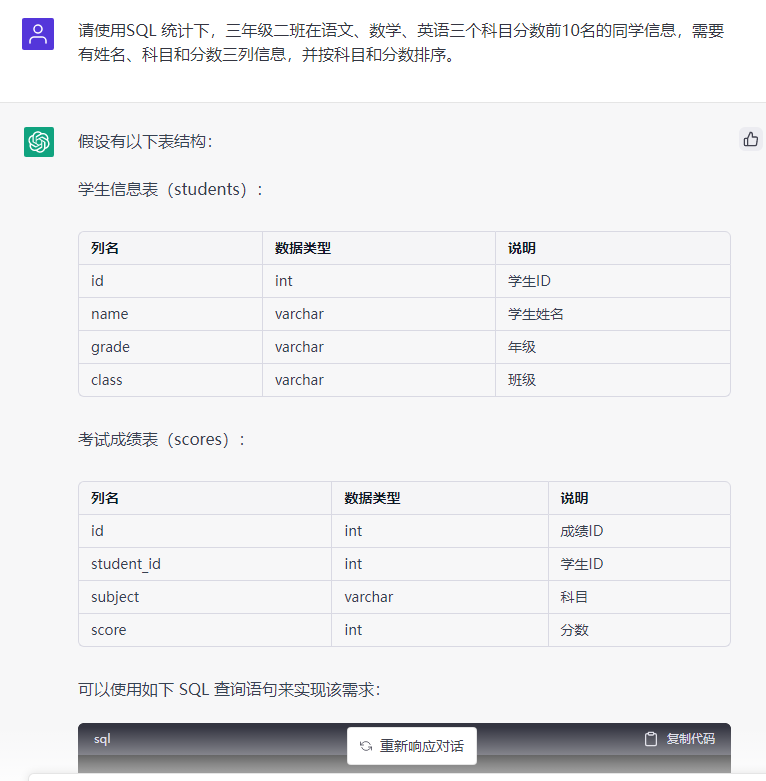 请使用SQL 统计下，三年级二班在语文、数学、英语三个科目分数前10名的同学信息，需要
有姓名、科目和分数三列信息，并按科目和分数排序。
假设有以下表结构：
学生信息表（students）：
列名 数据类型 说明
id int 学生ID
name varchar 学生姓名
grade varchar 年级
class varchar 班级
考试成绩表（scores）：
列名 数据类型 说明
id int 成绩ID
student_id int 学生ID
subject varchar 科目
score int 分数
可以使用如下 SQL 查询语句来实现该需求：
sql 重新响应对话 复制代码